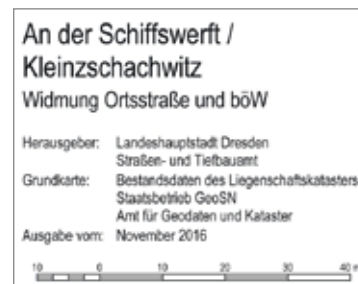 An der Schiffswerft /
Kleinzschachwitz
Widmung Ortsstraße und böW
Herausgeber: Landeshauptstadt Dresden
Straßen- und Tiefbauamt
Grundkarte: Bestandsdaten des Liegenschaftskatasters
Staatsbetrieb GeoSN
Amt für Geodaten und Kataster
Ausgabe vom: November 2016
10 0 10 20 30 40 m